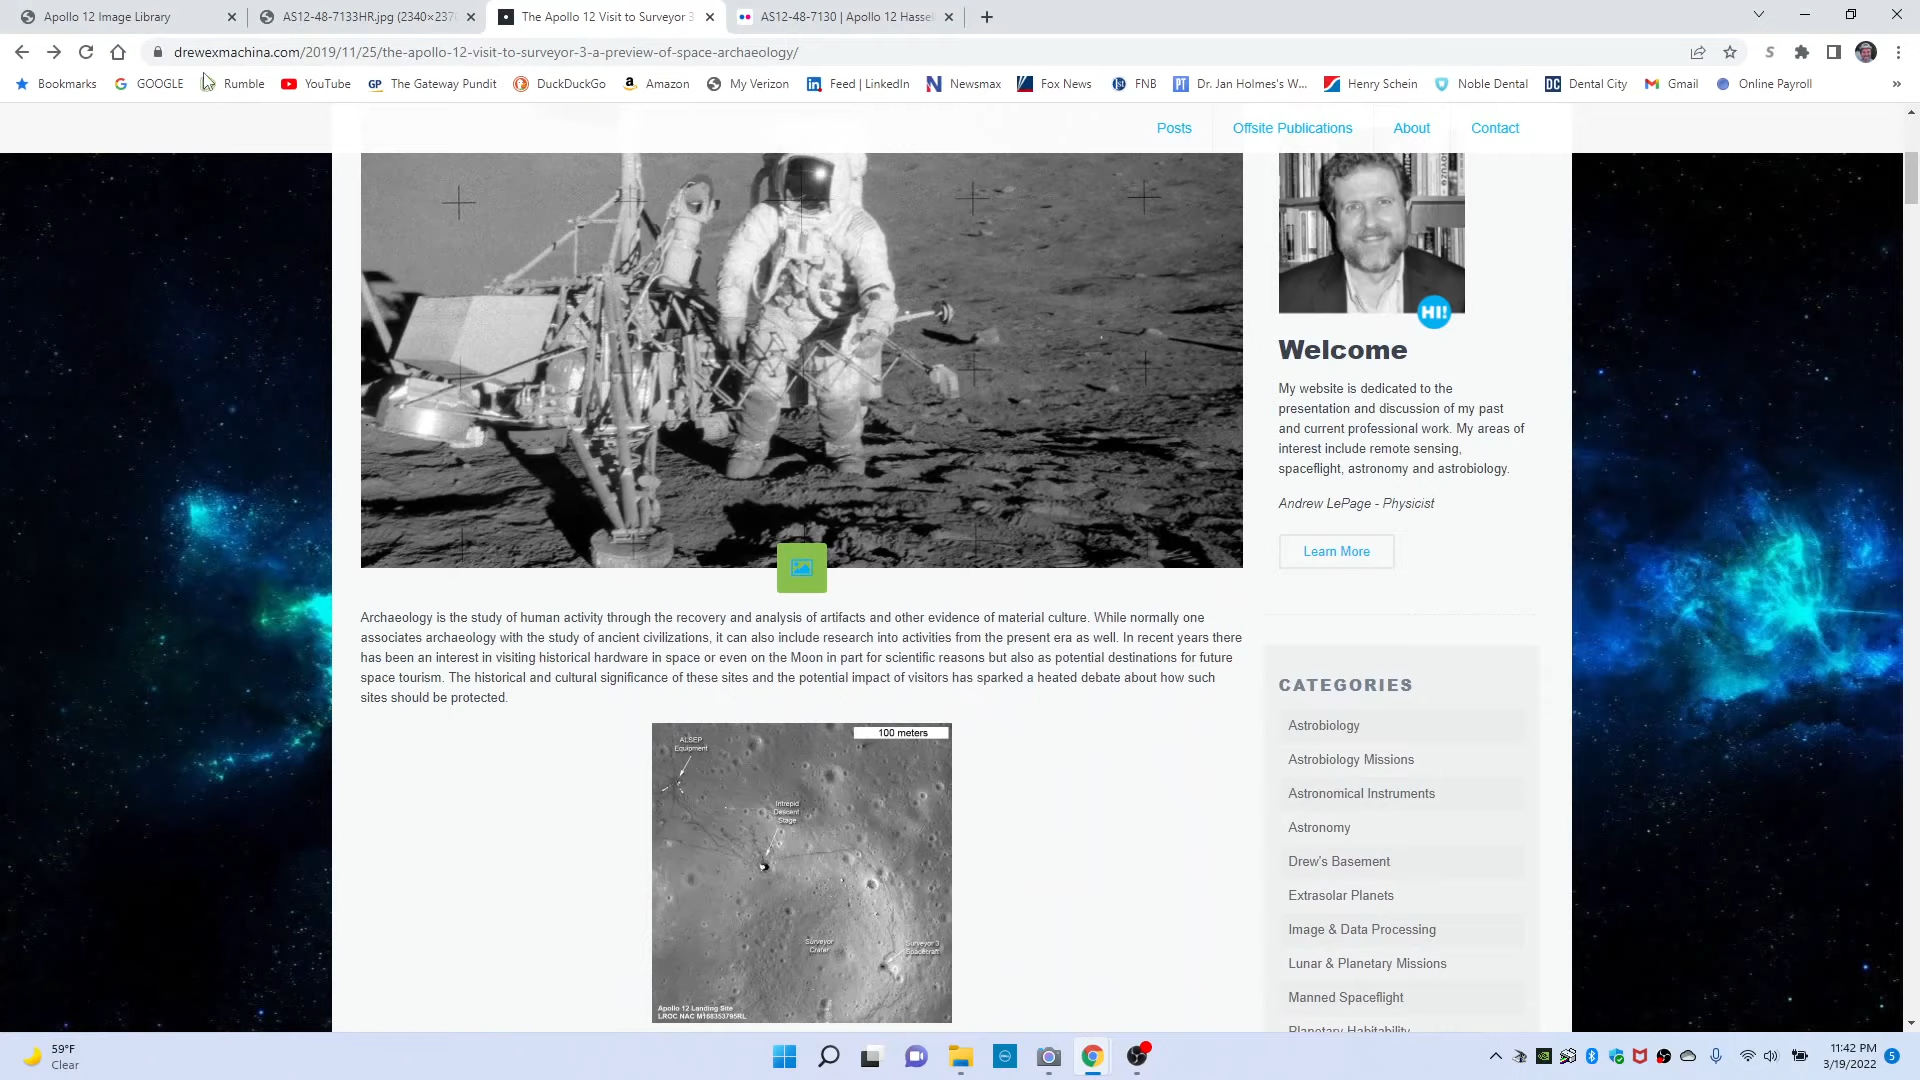 Apollo 12 Image Library
AS12-48-7133HR.jpg (2340×237
The Apollo 12 Visit to Surveyor 3
AS12-48-7130 | Apollo 12 Hassel
drewexmachina.com/2019/11/25/the-apollo-12-visit-to-surveyor-3-a-preview-of-space-archaeology/
Bookmarks
GOOGLE
Rumble
YouTube
GP The Gateway Pundit
DuckDuckGo
Amazon
My Verizon
Feed | LinkedIn
Newsmax
Fox News
FNB
PT Dr. Jan Holmes's W...
Henry Schein
Noble Dental
DC Dental City
Gmail
Online Payroll
»
Posts
Offsite Publications
About
Contact
HI!
Welcome
My website is dedicated to the
presentation and discussion of my past
and current professional work. My areas of
interest include remote sensing,
spaceflight, astronomy and astrobiology.
Andrew LePage - Physicist
Learn More
Archaeology is the study of human activity through the recovery and analysis of artifacts and other evidence of material culture. While normally one
associates archaeology with the study of ancient civilizations, it can also include research into activities from the present era as well. In recent years there
has been an interest in visiting historical hardware in space or even on the Moon in part for scientific reasons but also as potential destinations for future
space tourism. The historical and cultural significance of these sites and the potential impact of visitors has sparked a heated debate about how such
sites should be protected.
100 meters
ALSEP
Equipment
Intrepid
Descent
Stage
Surveyor
Crater
Surveyor 3
Spacecraft
Apollo 12 Landing Site
LROC NAC M168353795RL
CATEGORIES
Astrobiology
Astrobiology Missions
Astronomical Instruments
Astronomy
Drew's Basement
Extrasolar Planets
Image & Data Processing
Lunar & Planetary Missions
Manned Spaceflight
Planetary Habitability
59°F
Clear
11:42 PM
3/19/2022
5